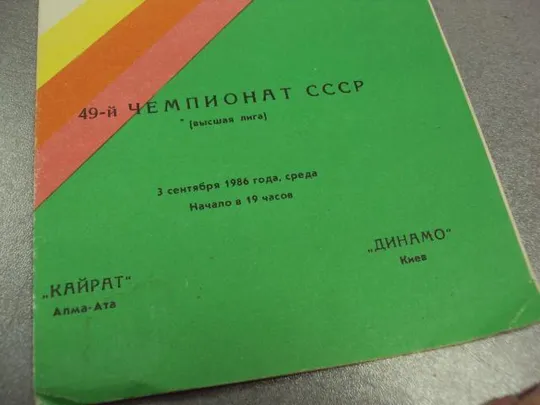 49-й ЧЕМПИОНАТ СССР
(высшая лига)
3 сентября 1986 года, среда
Начало в 19 часов
„ДИНАМО“
Киев
„КАЙРАТ“
Алма-Ата